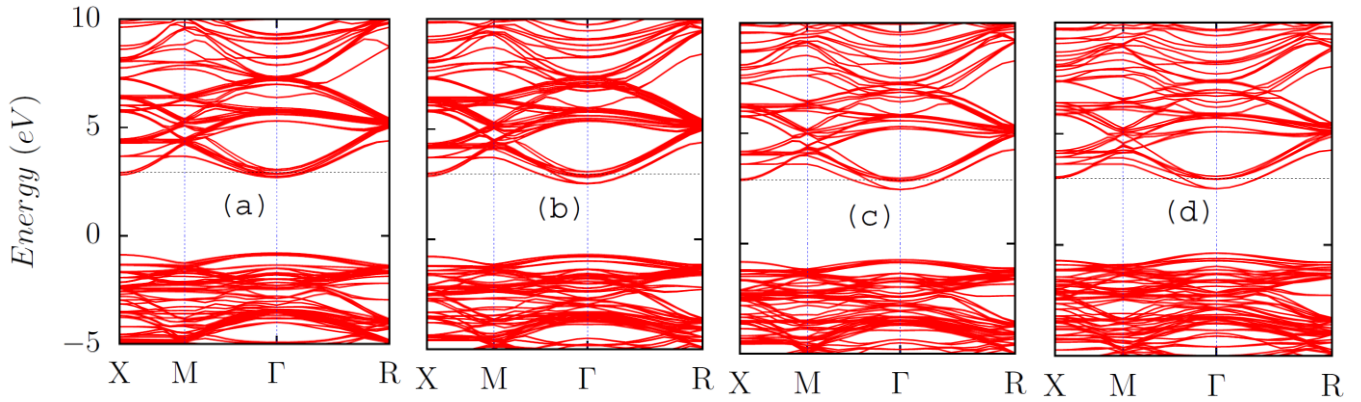 10
5
0
−5
Energy (eV)
(a)
(b)
(c)
(d)
X M Γ R
X M Γ R
X M Γ R
X M Γ R